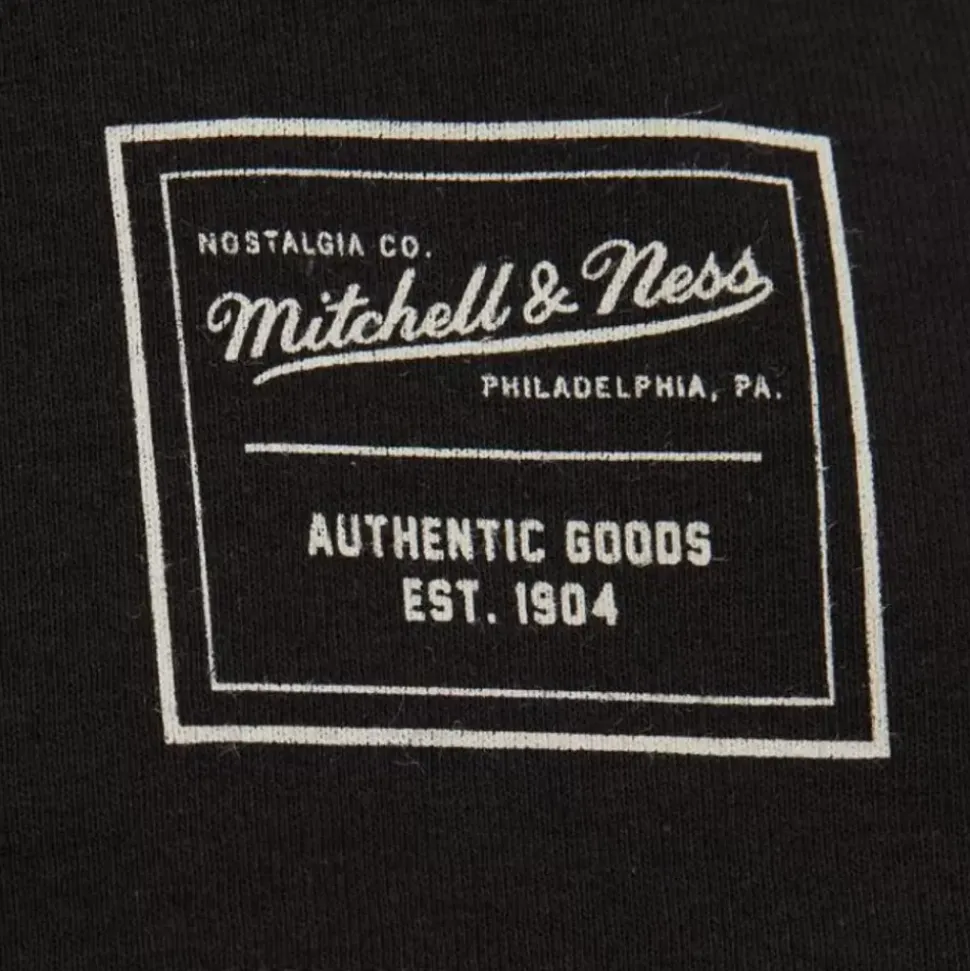 NOSTALGIA CO.
Mitchell & Ness
PHILADELPHIA, PA.
AUTHENTIC GOODS
EST. 1904